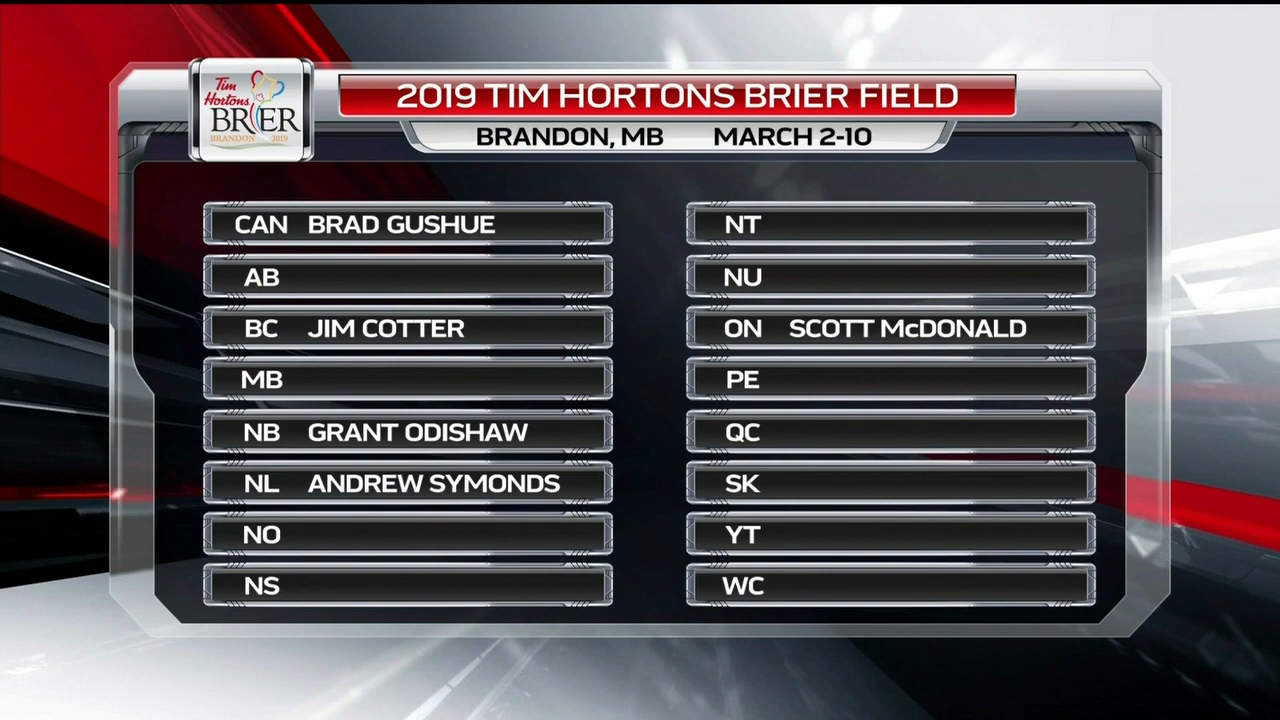 Tim
Hortons
BRIER
BRANDON 2019
2019 TIM HORTONS BRIER FIELD
BRANDON, MB MARCH 2-10
CAN BRAD GUSHUE
AB
BC JIM COTTER
MB
NB GRANT ODISHAW
NL ANDREW SYMONDS
NO
NS
NT
NU
ON SCOTT McDONALD
PE
QC
SK
YT
WC